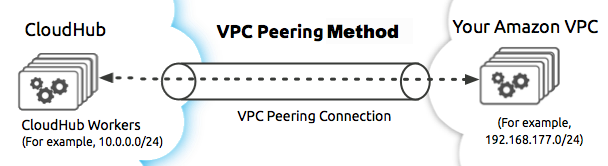 CloudHub
VPC Peering Method
Your Amazon VPC
VPC Peering Connection
CloudHub Workers
(For example, 10.0.0.0/24)
(For example,
192.168.177.0/24)